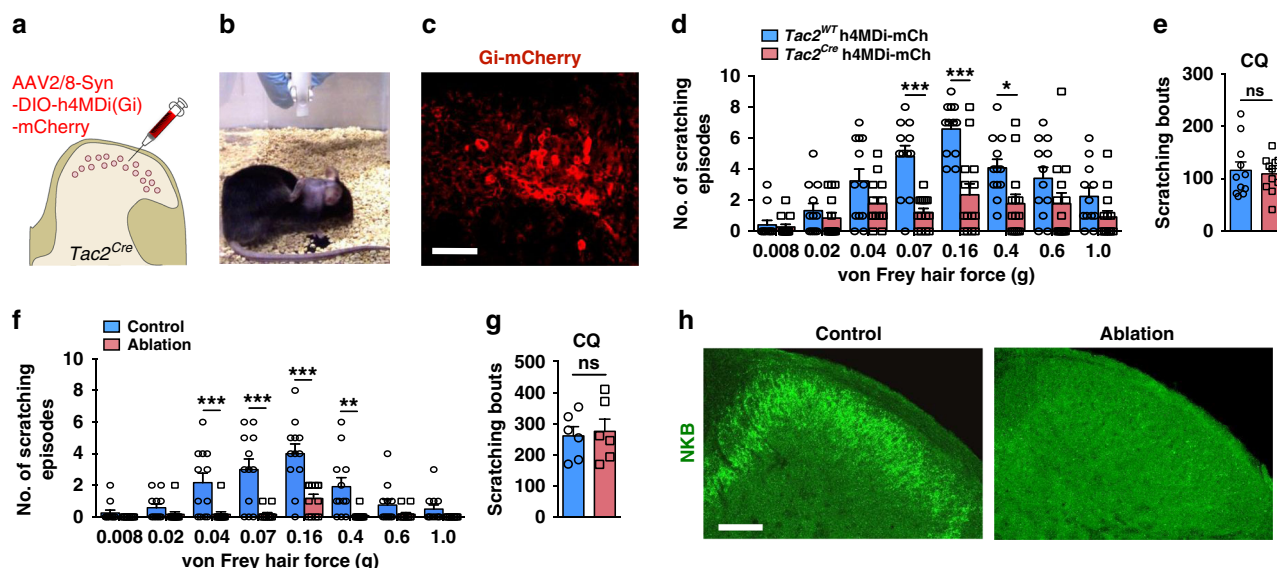 a
AAV2/8-Syn
-DIO-h4MDi(Gi)
-mCherry
Tac2Cre
b
c
Gi-mCherry
d
Tac2WT h4MDi-mCh
Tac2Cre h4MDi-mCh
No. of scratching
episodes
10
8
6
4
2
0
*** *** *
0.008 0.02 0.04 0.07 0.16 0.4 0.6 1.0
von Frey hair force (g)
e
CQ
ns
Scratching bouts
300
200
100
0
f
Control
Ablation
No. of scratching
episodes
10
8
6
4
2
0
*** *** *** **
0.008 0.02 0.04 0.07 0.16 0.4 0.6 1.0
von Frey hair force (g)
g
CQ
ns
Scratching bouts
500
400
300
200
100
0
h
Control Ablation
NKB